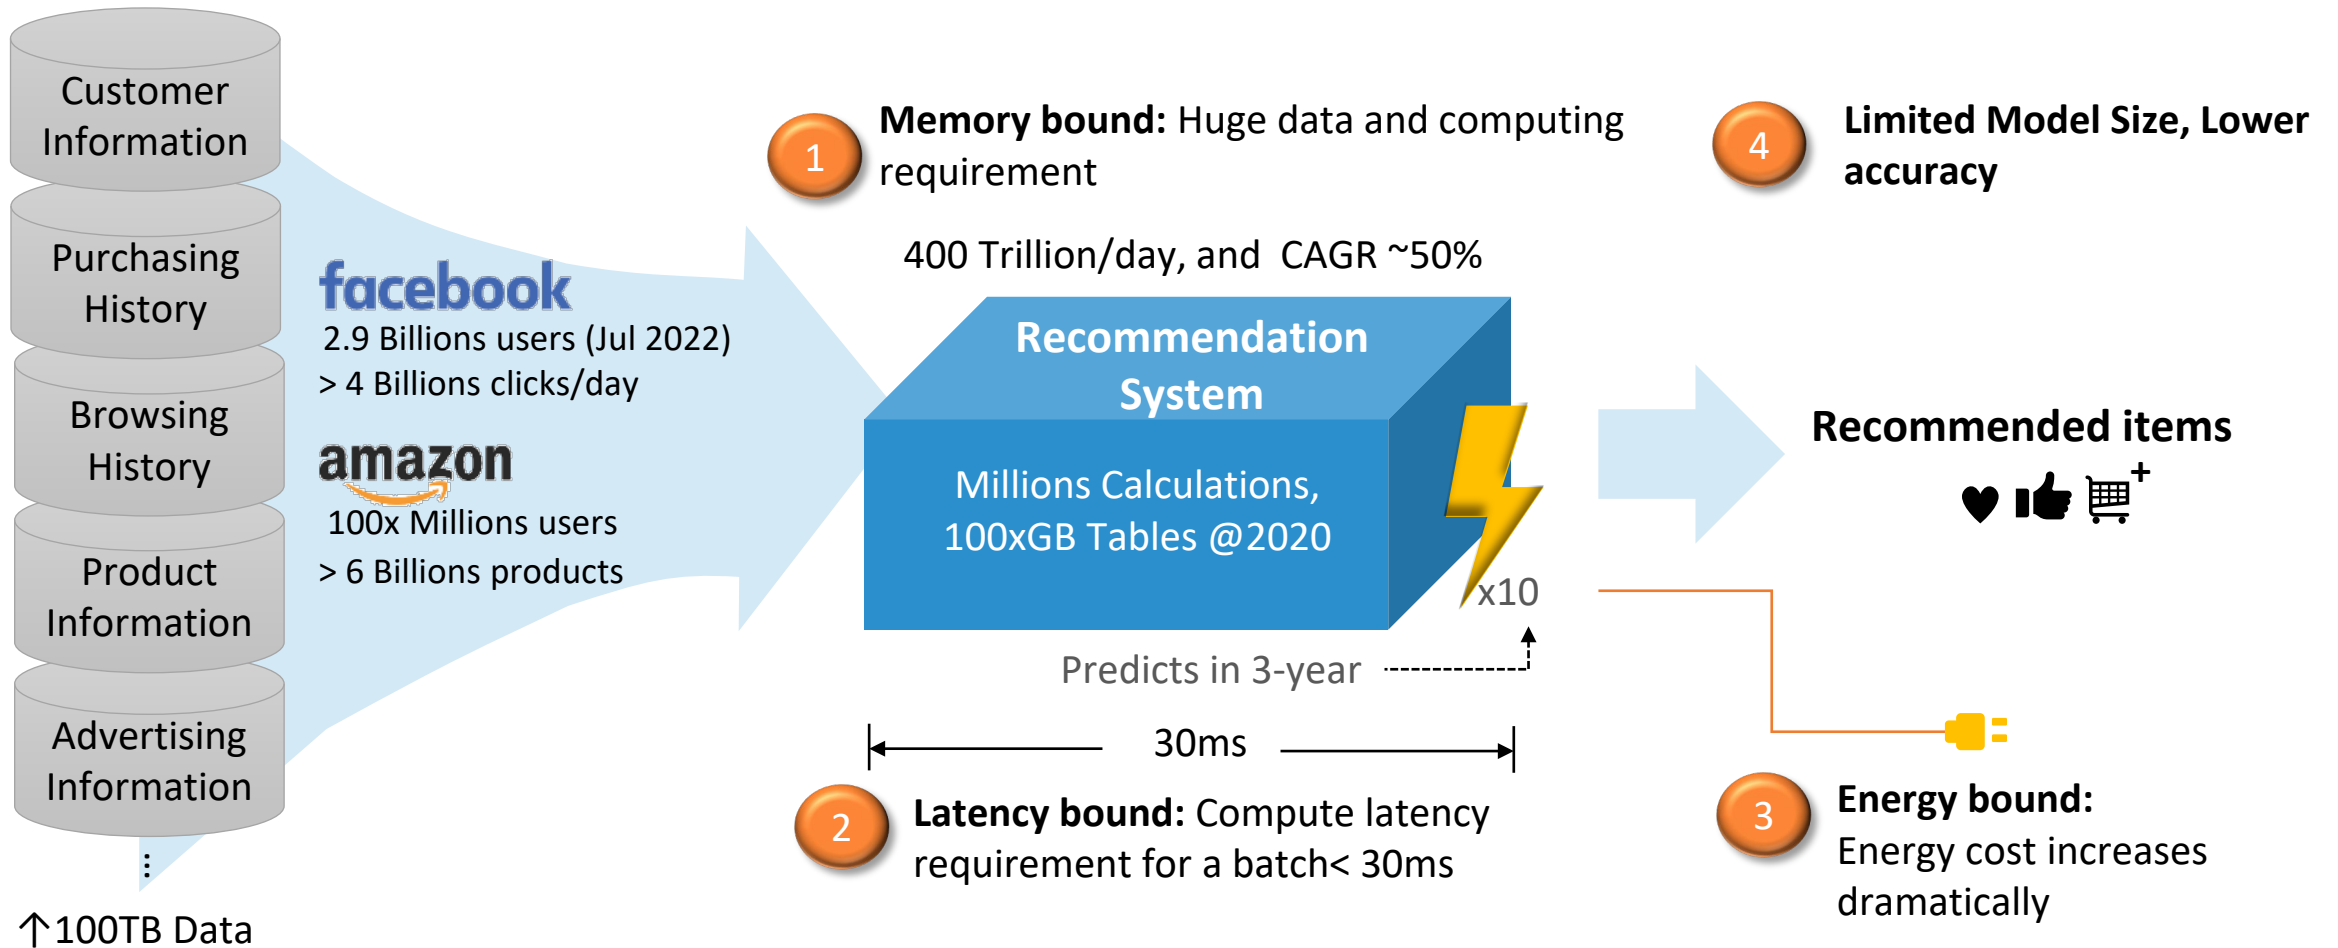 Customer
Information
Purchasing
History
Browsing
History
Product
Information
Advertising
Information
⋮
↑100TB Data
facebook
2.9 Billions users (Jul 2022)
> 4 Billions clicks/day
amazon
100x Millions users
> 6 Billions products
1
Memory bound: Huge data and computing
requirement
400 Trillion/day, and  CAGR ~50%
Recommendation
System
Millions Calculations,
100xGB Tables @2020
x10
Predicts in 3-year
30ms
2
Latency bound: Compute latency
requirement for a batch< 30ms
4
Limited Model Size, Lower
accuracy
Recommended items
+
3
Energy bound:
Energy cost increases
dramatically